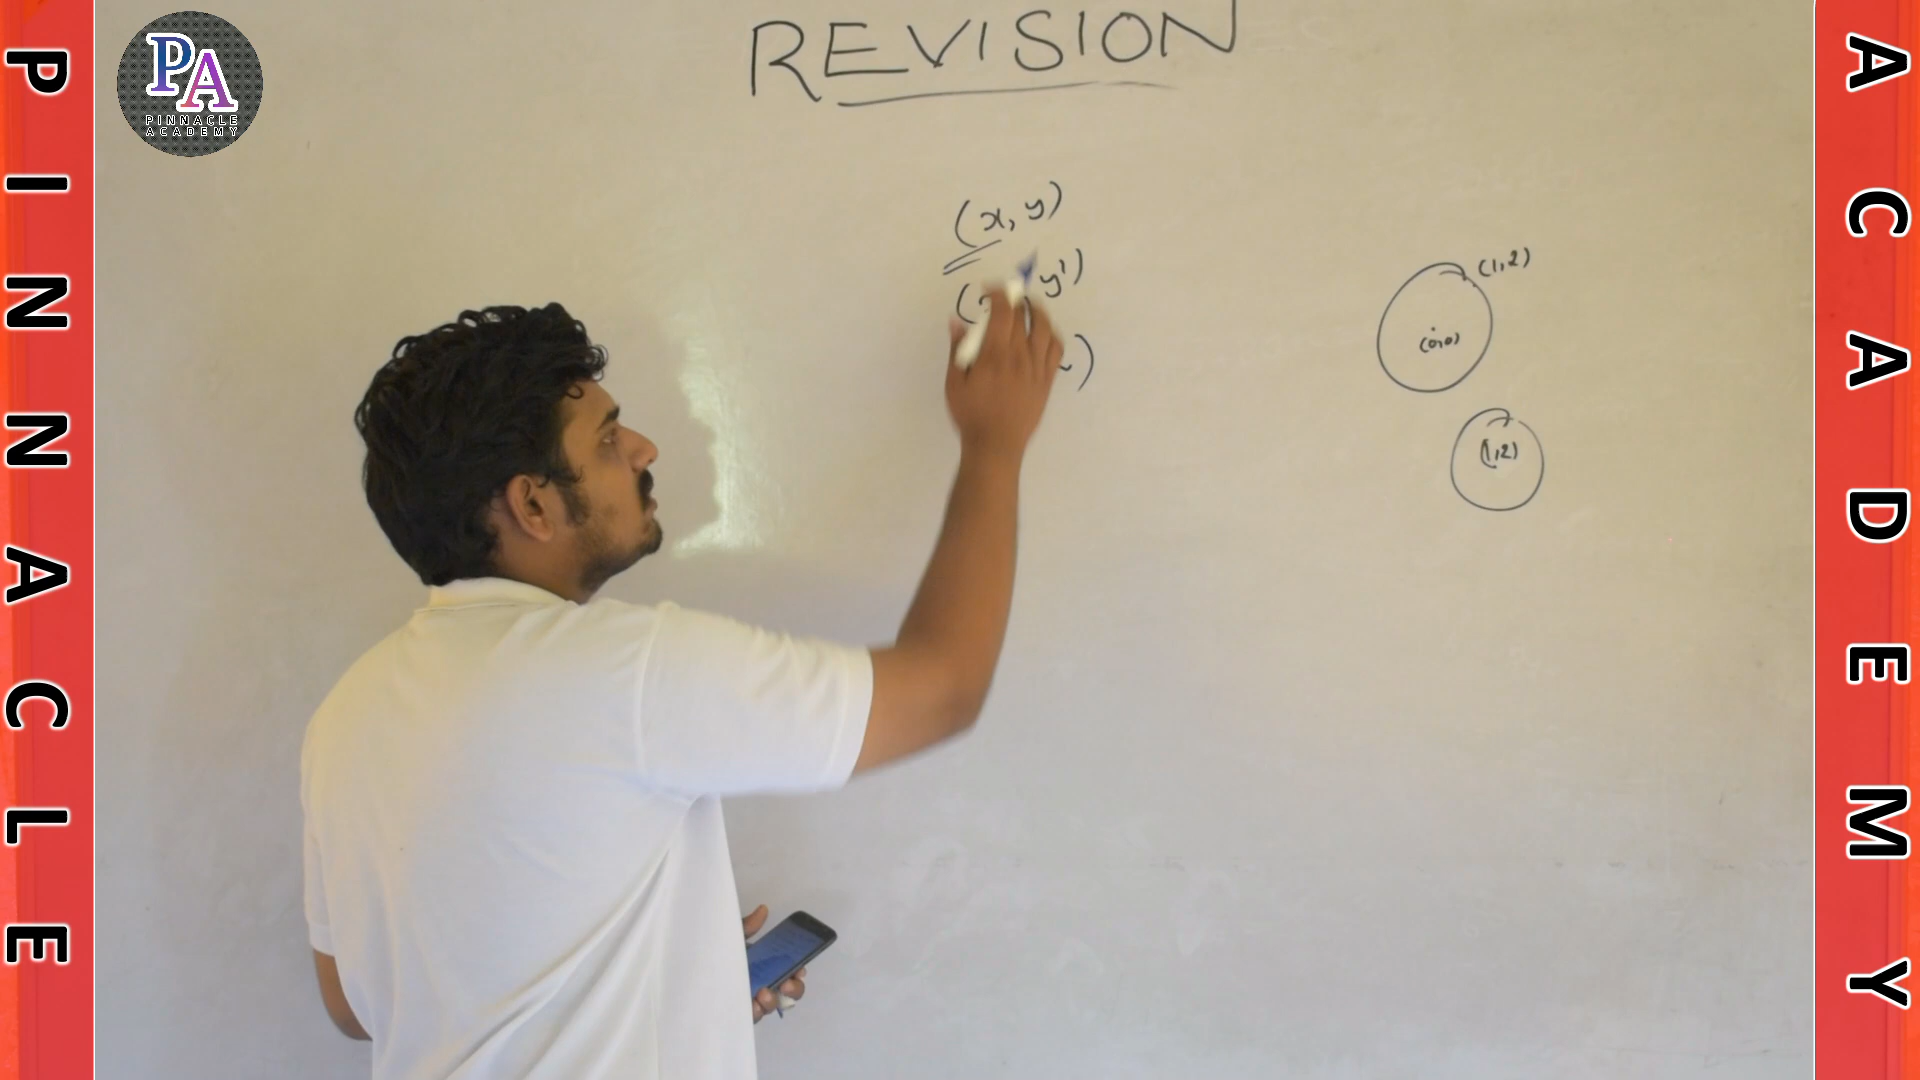 PINNACLE
PA
PINNACLE
ACADEMY
REVISION
(x, y)
y')
(1,2)
(0,0)
(1,2)
ACADEMY